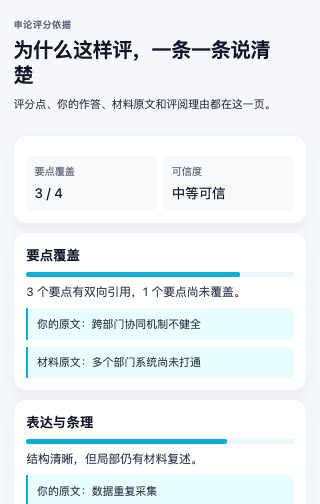 申论评分依据
为什么这样评，一条一条说清
楚
评分点、你的作答、材料原文和评阅理由都在这一页。
要点覆盖
可信度
3 / 4
中等可信
要点覆盖
3 个要点有双向引用，1 个要点尚未覆盖。
你的原文：跨部门协同机制不健全
材料原文：多个部门系统尚未打通
表达与条理
结构清晰，但局部仍有材料复述。
你的原文：数据重复采集